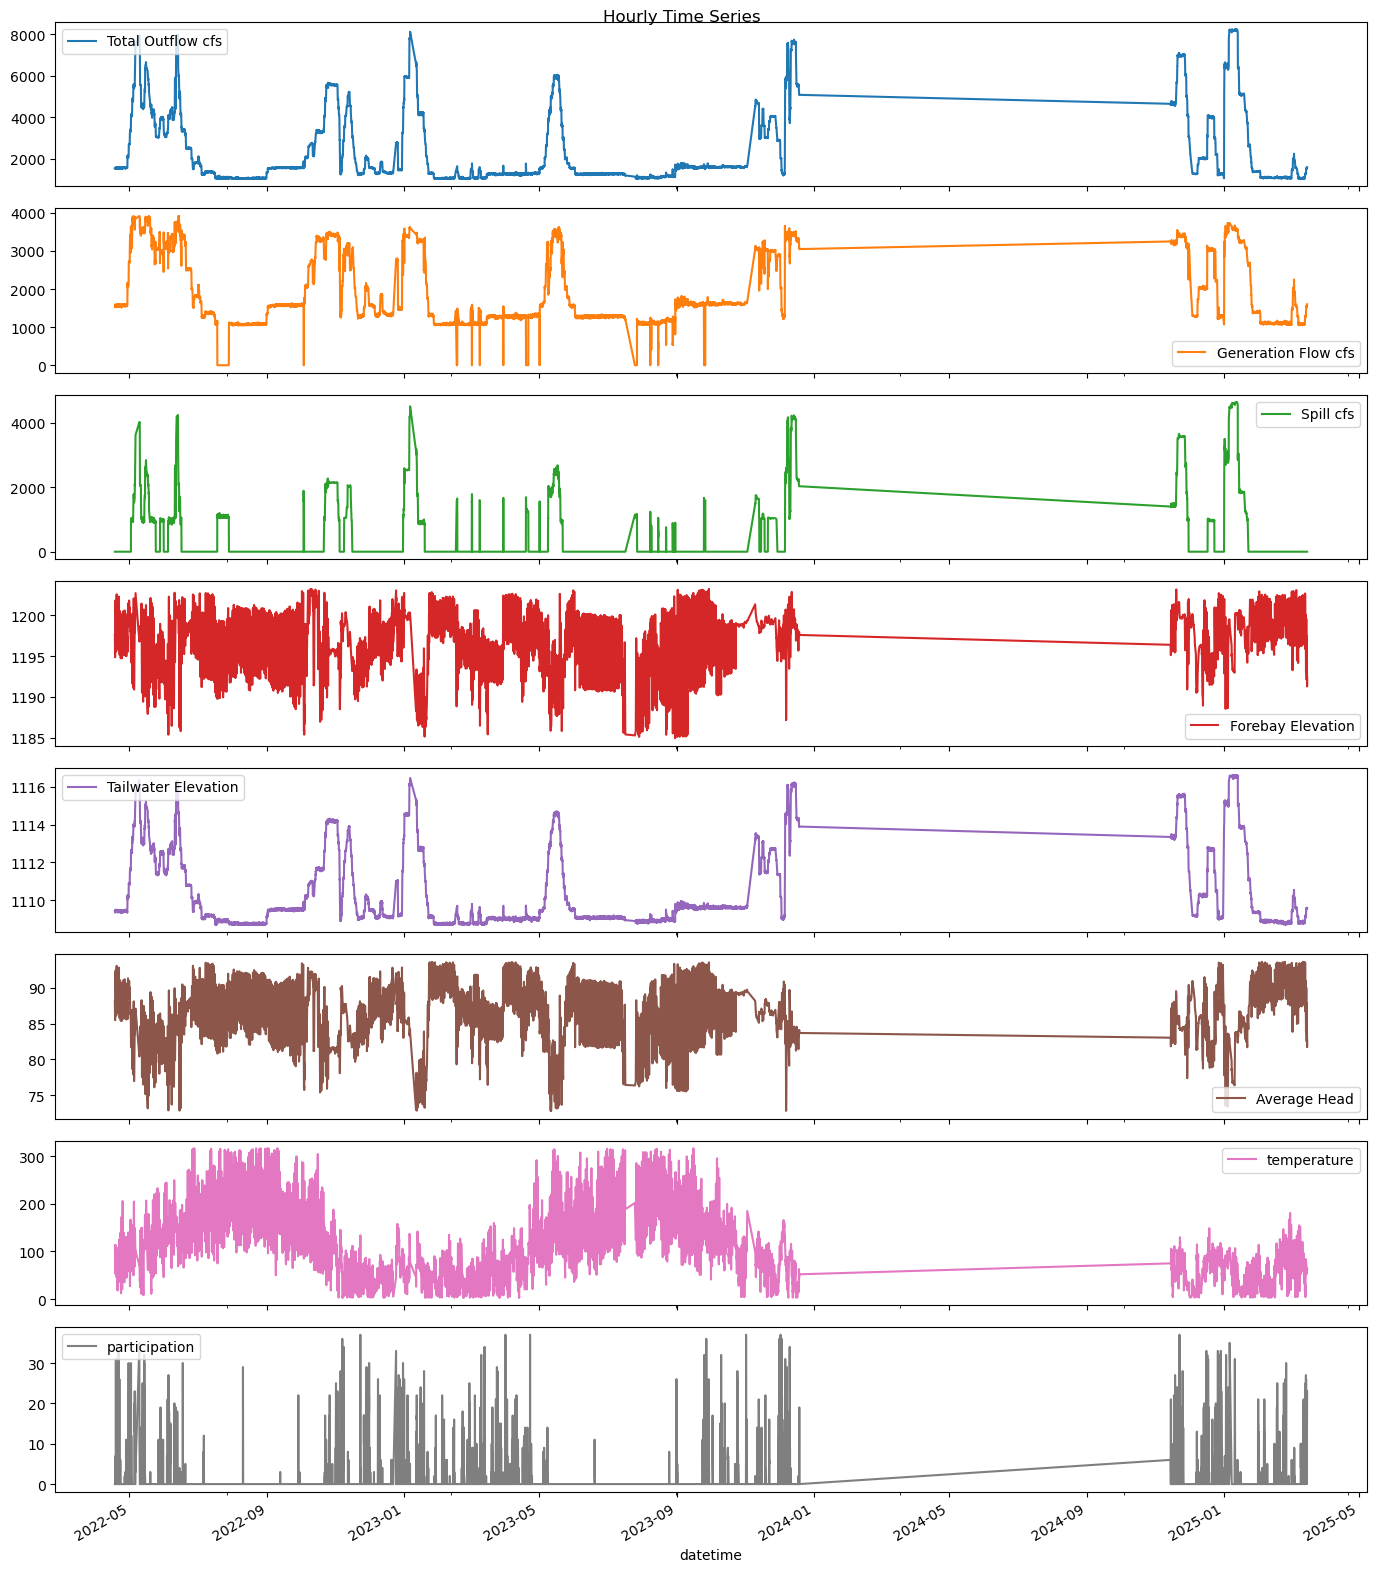 Hourly Time Series
8000
6000
4000
2000
Total Outflow cfs
4000
3000
2000
1000
0
Generation Flow cfs
4000
2000
0
Spill cfs
1200
1195
1190
1185
Forebay Elevation
1116
1114
1112
1110
Tailwater Elevation
90
85
80
75
Average Head
300
200
100
0
temperature
30
20
10
0
participation
2022-05 2022-09 2023-01 2023-05 2023-09 2024-01 2024-05 2024-09 2025-01 2025-05
datetime